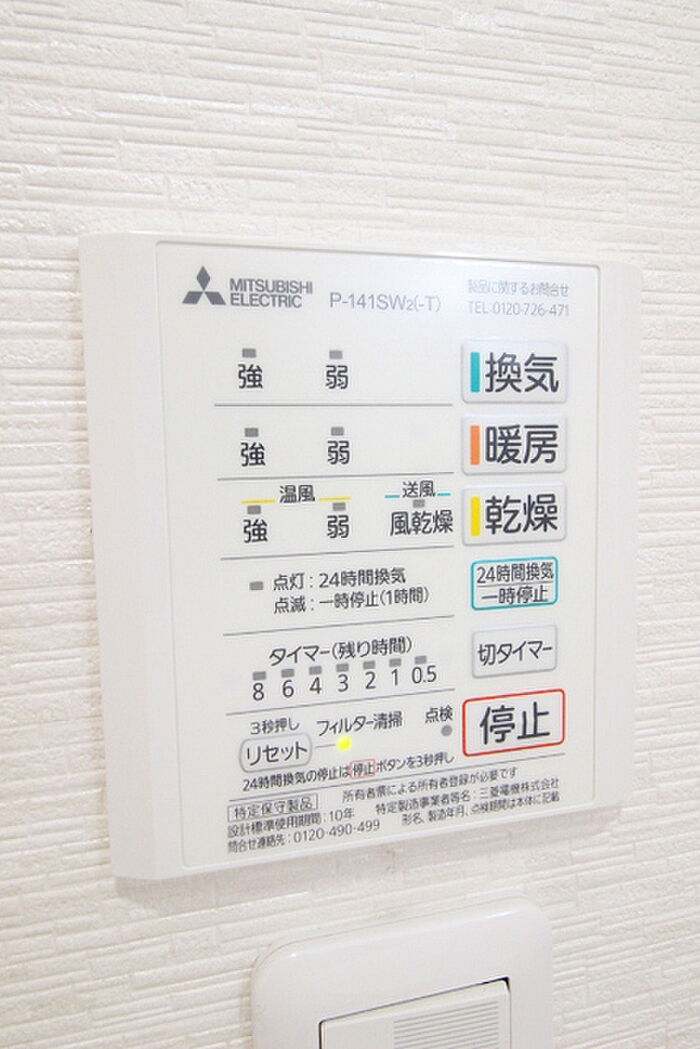 MITSUBISHI
ELECTRIC
P-141SW2(-T)
製品に関するお問合せ
TEL:0120-726-471
強 弱 換気
強 弱 暖房
温風 送風
強 弱 風乾燥 乾燥
点灯：24時間換気
点滅：一時停止(1時間)
24時間換気
一時停止
タイマー(残り時間)
8 6 4 3 2 1 0.5
切タイマー
3秒押し フィルター清掃 点検
リセット
停止
24時間換気の停止は停止ボタンを3秒押し
特定保守製品 所有者票による所有者登録が必要です
設計標準使用期間：10年 特定製造事業者等名：三菱電機株式会社
問合せ連絡先：0120-490-499 形名、製造年月、点検期間は本体に記載